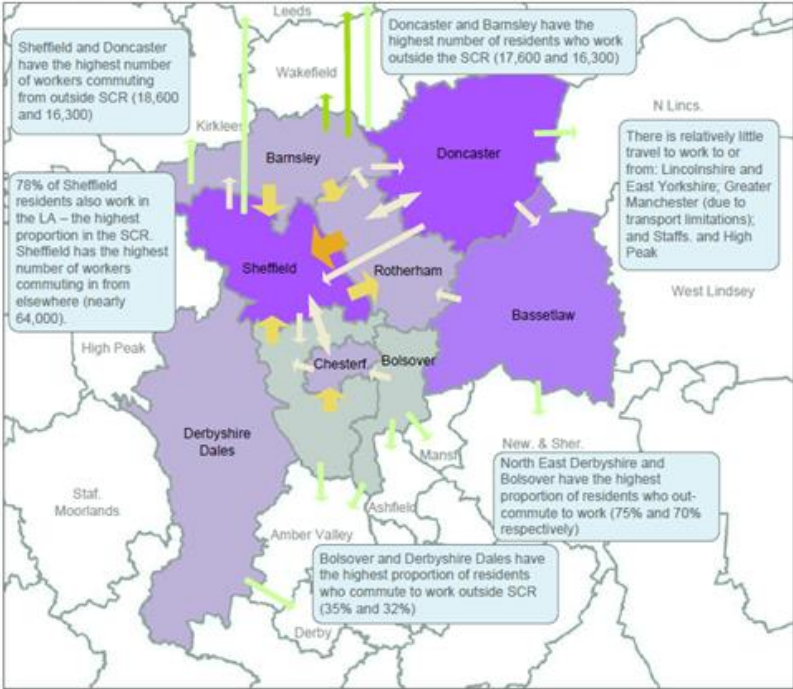 Leeds
Doncaster and Barnsley have the
highest number of residents who work
outside the SCR (17,600 and 16,300)
Sheffield and Doncaster
have the highest number
of workers commuting
from outside SCR (18,600
and 16,300)
Wakefield
N Lincs.
Kirklees
There is relatively little
travel to work to or
from: Lincolnshire and
East Yorkshire; Greater
Manchester (due to
transport limitations);
and Staffs. and High
Peak
Barnsley
Doncaster
78% of Sheffield
residents also work in
the LA – the highest
proportion in the SCR.
Sheffield has the highest
number of workers
commuting in from
elsewhere (nearly
64,000).
Sheffield
Rotherham
West Lindsey
Bassetlaw
High Peak
Chesterf
Bolsover
Derbyshire
Dales
New. & Sher.
Mansf
North East Derbyshire and
Bolsover have the highest
proportion of residents who out-
commute to work (75% and 70%
respectively)
Staf.
Moorlands
Ashfield
Amber Valley
Bolsover and Derbyshire Dales have
the highest proportion of residents
who commute to work outside SCR
(35% and 32%)
Derby